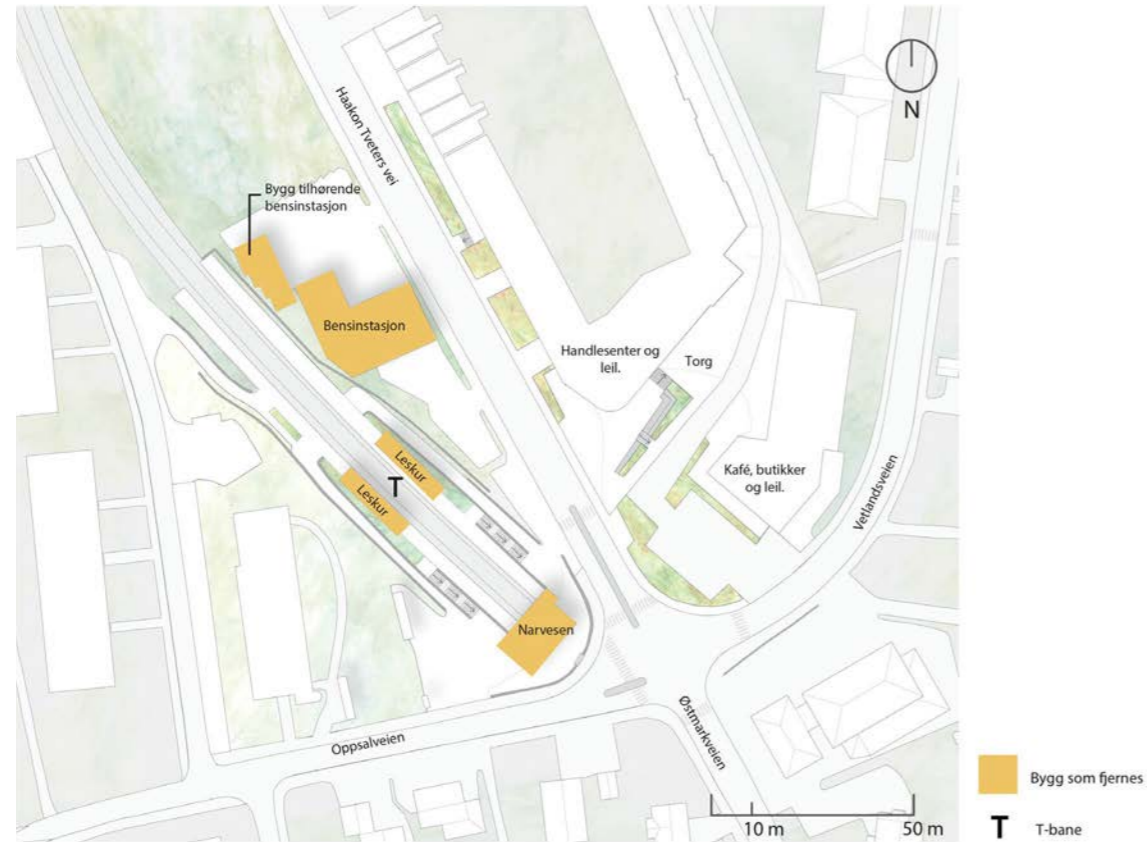 N
Haakon Tveters vei
Bygg tilhørende
bensinstasjon
Bensinstasjon
Handlesenter og
leil.
Torg
Leskur
T
Leskur
Kafé, butikker
og leil.
Vetlandsveien
Narvesen
Oppsalveien
Østmarkveien
10 m
50 m
Bygg som fjernes
T T-bane